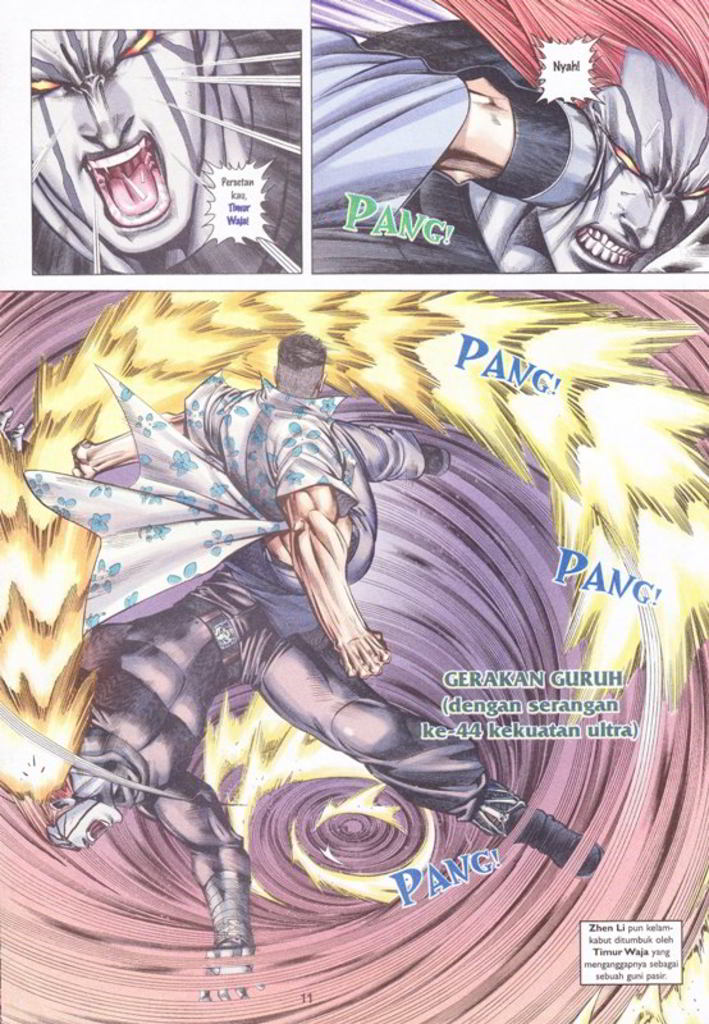 Persetan
kau,
Timur
Waja!
Nyah!
PANG!
PANG!
PANG!
GERAKAN GURUH
(dengan serangan
ke-44 kekuatan ultra)
PANG!
Zhen Li pun kelam-
kabut ditumbuk oleh
Timur Waja yang
menganggapnya sebagai
sebuah guni pasir.
11